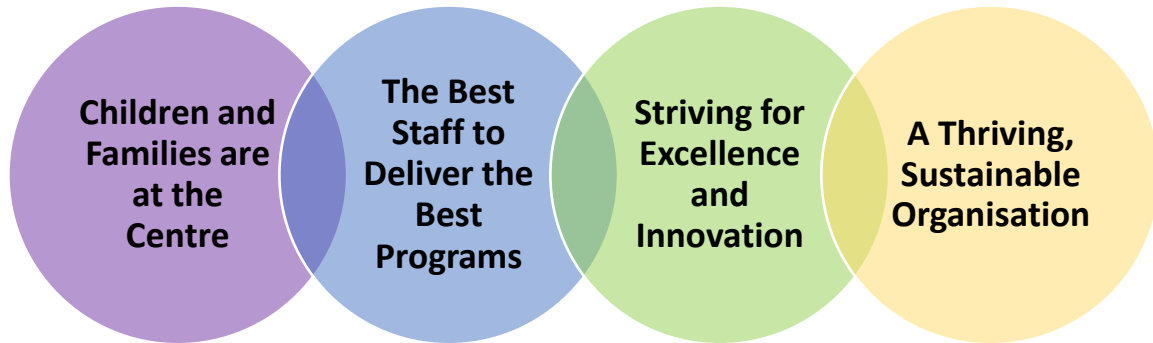 Children and
Families are
at the
Centre
The Best
Staff to
Deliver the
Best
Programs
Striving for
Excellence
and
Innovation
A Thriving,
Sustainable
Organisation